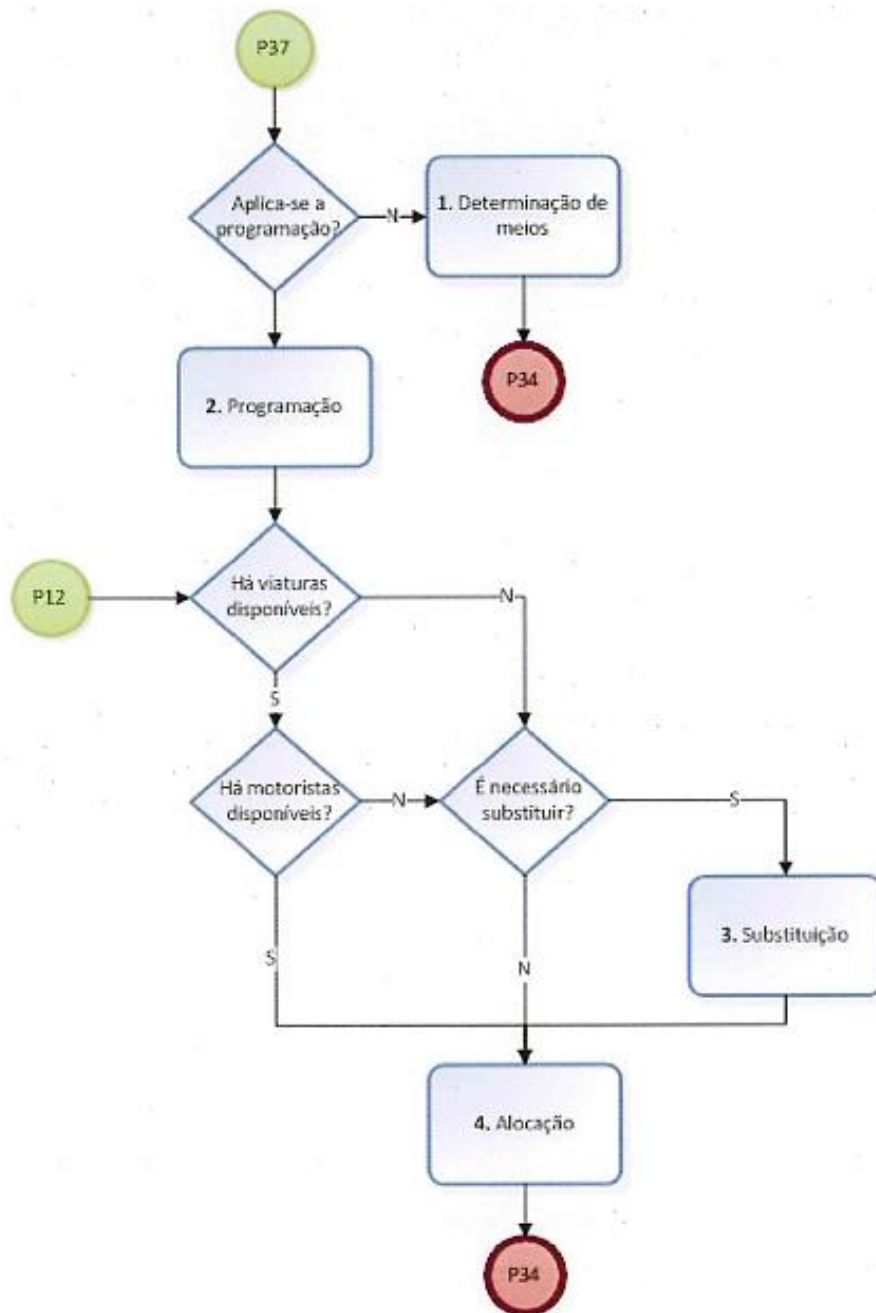 P37
Aplica-se a
programação?
N
1. Determinação de
meios
P34
2. Programação
P12
Há viaturas
disponíveis?
N
S
Há motoristas
disponíveis?
N
É necessário
substituir?
S
3. Substituição
S
N
4. Alocação
P34